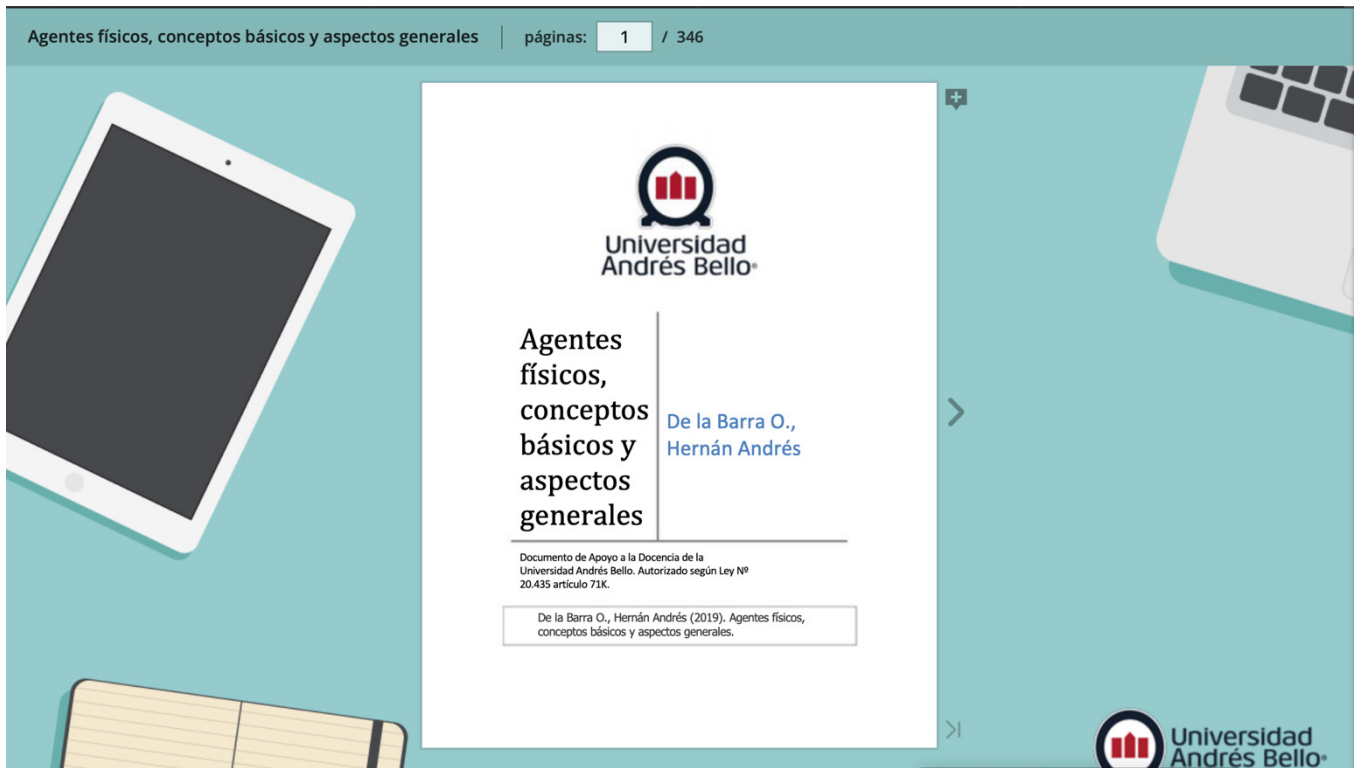 Agentes físicos, conceptos básicos y aspectos generales páginas: 1 / 346
Universidad
Andrés Bello®
Agentes
físicos,
conceptos
básicos y
aspectos
generales
De la Barra O.,
Hernán Andrés
Documento de Apoyo a la Docencia de la
Universidad Andrés Bello. Autorizado según Ley Nº
20.435 artículo 71K.
De la Barra O., Hernán Andrés (2019). Agentes físicos,
conceptos básicos y aspectos generales.
Universidad
Andrés Bello®